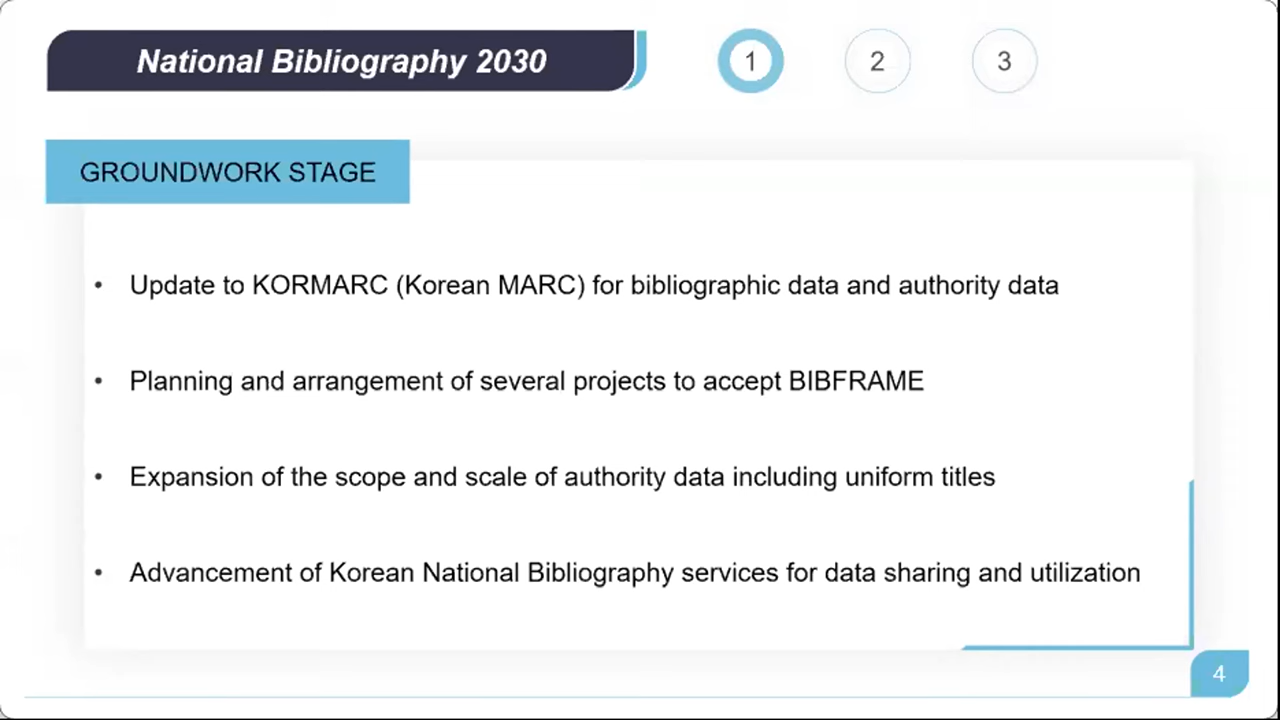 National Bibliography 2030
1
2
3
GROUNDWORK STAGE
• Update to KORMARC (Korean MARC) for bibliographic data and authority data
• Planning and arrangement of several projects to accept BIBFRAME
• Expansion of the scope and scale of authority data including uniform titles
• Advancement of Korean National Bibliography services for data sharing and utilization
4